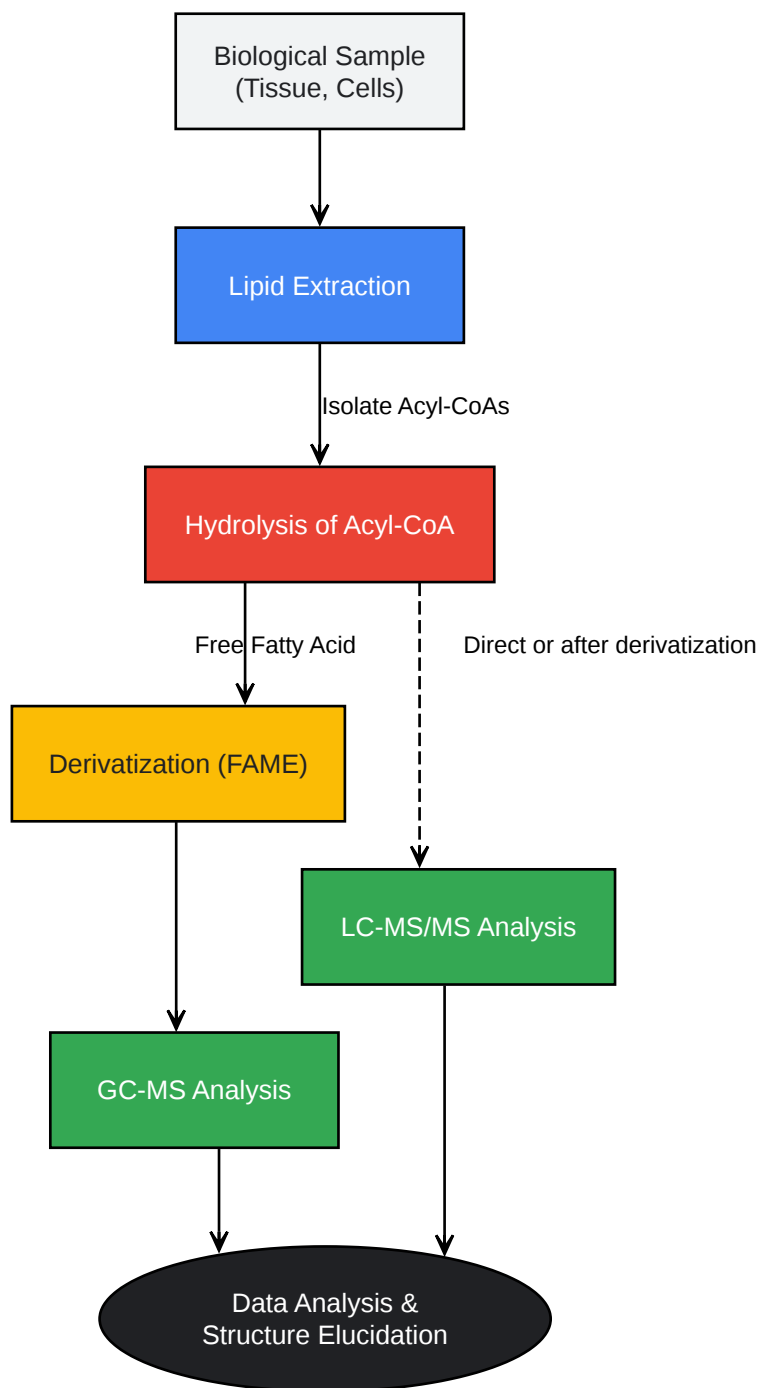 Biological Sample
(Tissue, Cells)
Lipid Extraction
Isolate Acyl-CoAs
Hydrolysis of Acyl-CoA
Free Fatty Acid
Direct or after derivatization
Derivatization (FAME)
LC-MS/MS Analysis
GC-MS Analysis
Data Analysis &
Structure Elucidation